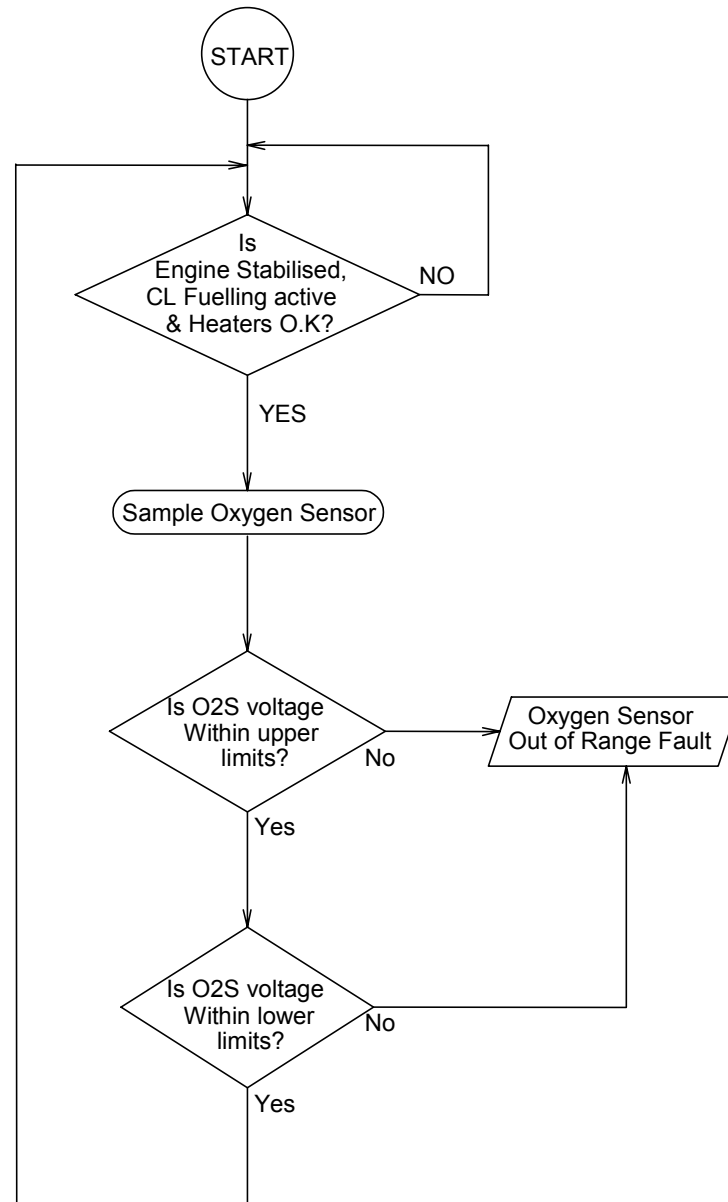 START
Is
Engine Stabilised,
CL Fuelling active
& Heaters O.K?
NO
YES
Sample Oxygen Sensor
Is O2S voltage
Within upper
limits?
No
Oxygen Sensor
Out of Range Fault
Yes
Is O2S voltage
Within lower
limits?
No
Yes